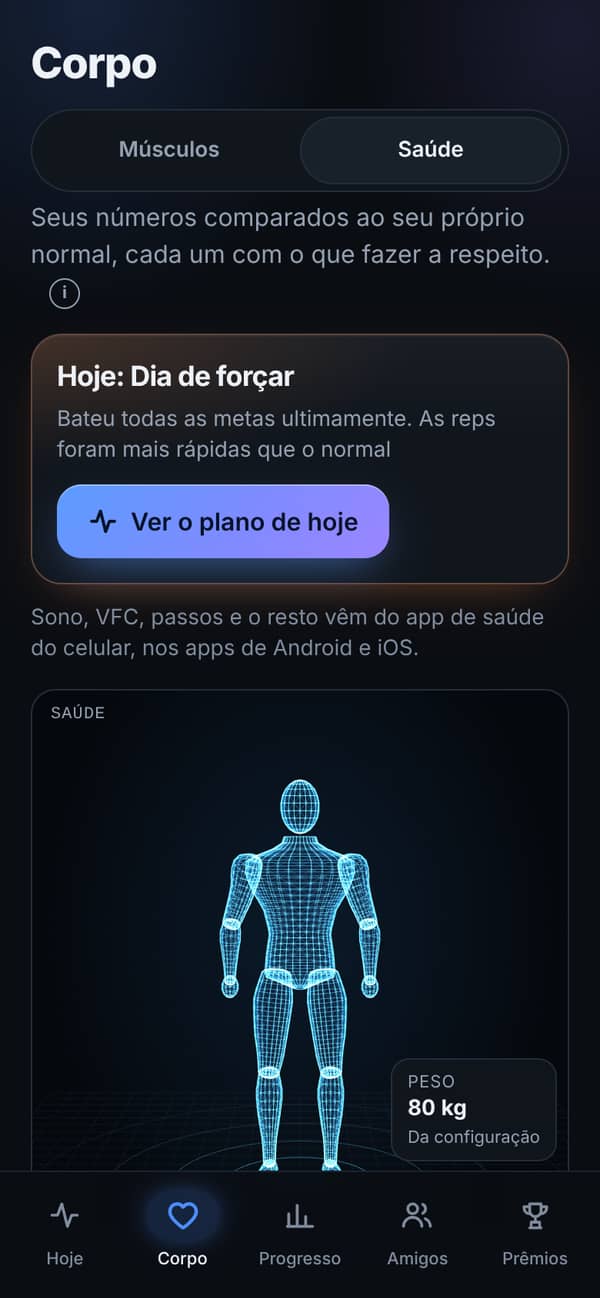 Corpo
Músculos
Saúde
Seus números comparados ao seu próprio
normal, cada um com o que fazer a respeito.
i
Hoje: Dia de forçar
Bateu todas as metas ultimamente. As reps
foram mais rápidas que o normal
Ver o plano de hoje
Sono, VFC, passos e o resto vêm do app de saúde
do celular, nos apps de Android e iOS.
SAÚDE
PESO
80 kg
Da configuração
Hoje
Corpo
Progresso
Amigos
Prêmios